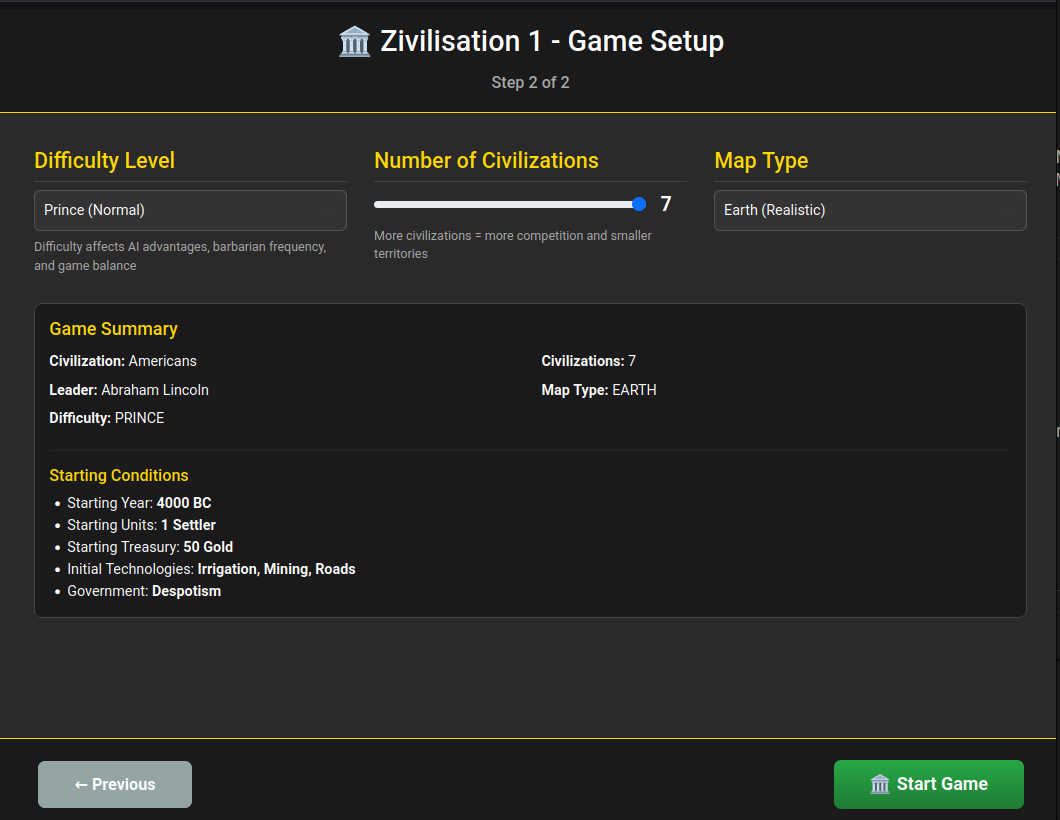 🏛️ Zivilisation 1 - Game Setup
Step 2 of 2
Difficulty Level
Prince (Normal)
Difficulty affects AI advantages, barbarian frequency,
and game balance
Number of Civilizations
7
More civilizations = more competition and smaller
territories
Map Type
Earth (Realistic)
Game Summary
Civilization: Americans
Leader: Abraham Lincoln
Difficulty: PRINCE
Civilizations: 7
Map Type: EARTH
Starting Conditions
• Starting Year: 4000 BC
• Starting Units: 1 Settler
• Starting Treasury: 50 Gold
• Initial Technologies: Irrigation, Mining, Roads
• Government: Despotism
← Previous
🏛️ Start Game